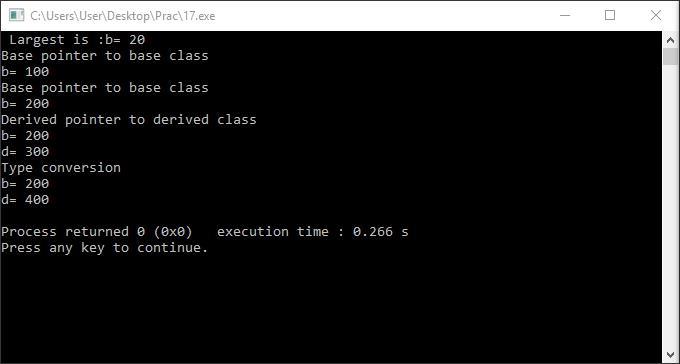 C:\Users\User\Desktop\Prac\17.exe
 Largest is :b= 20
Base pointer to base class
b= 100
Base pointer to base class
b= 200
Derived pointer to derived class
b= 200
d= 300
Type conversion
b= 200
d= 400

Process returned 0 (0x0)   execution time : 0.266 s
Press any key to continue.